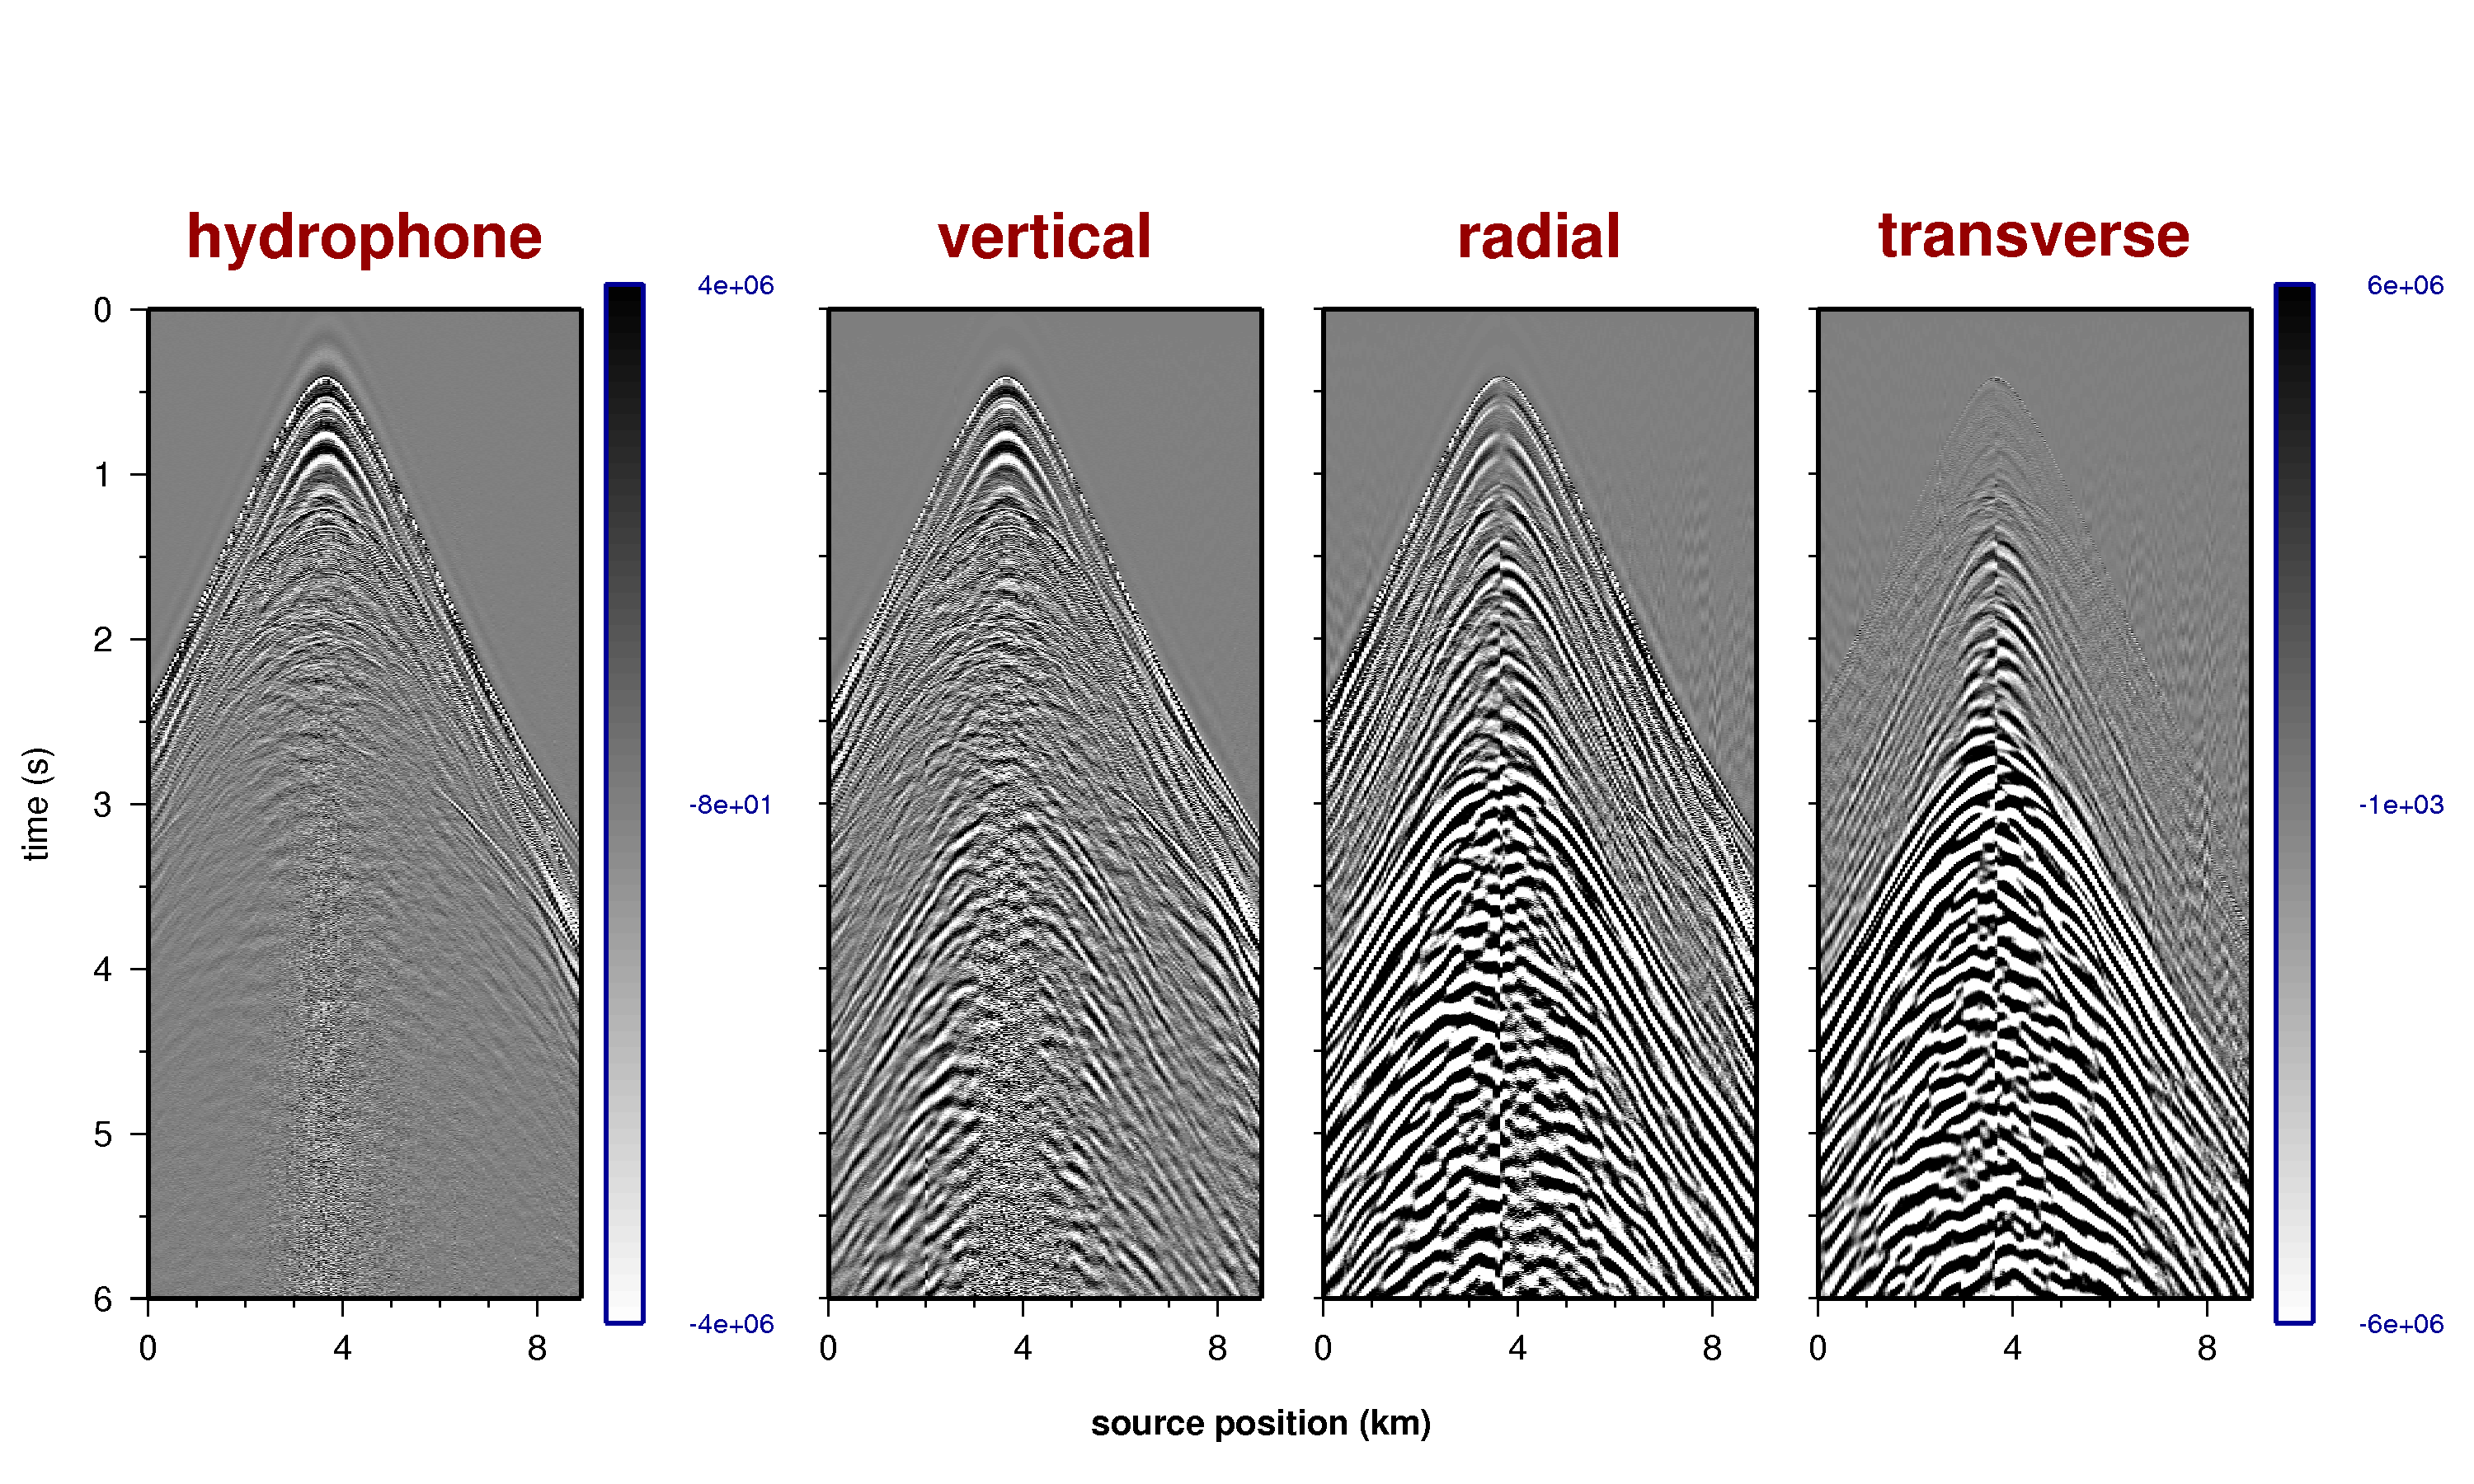 hydrophone
vertical
radial
transverse
4e+06
6e+06
0
1
2
3
4
5
6
time (s)
-8e+01
-1e+03
-4e+06
-6e+06
0 4 8
0 4 8
0 4 8
0 4 8
source position (km)